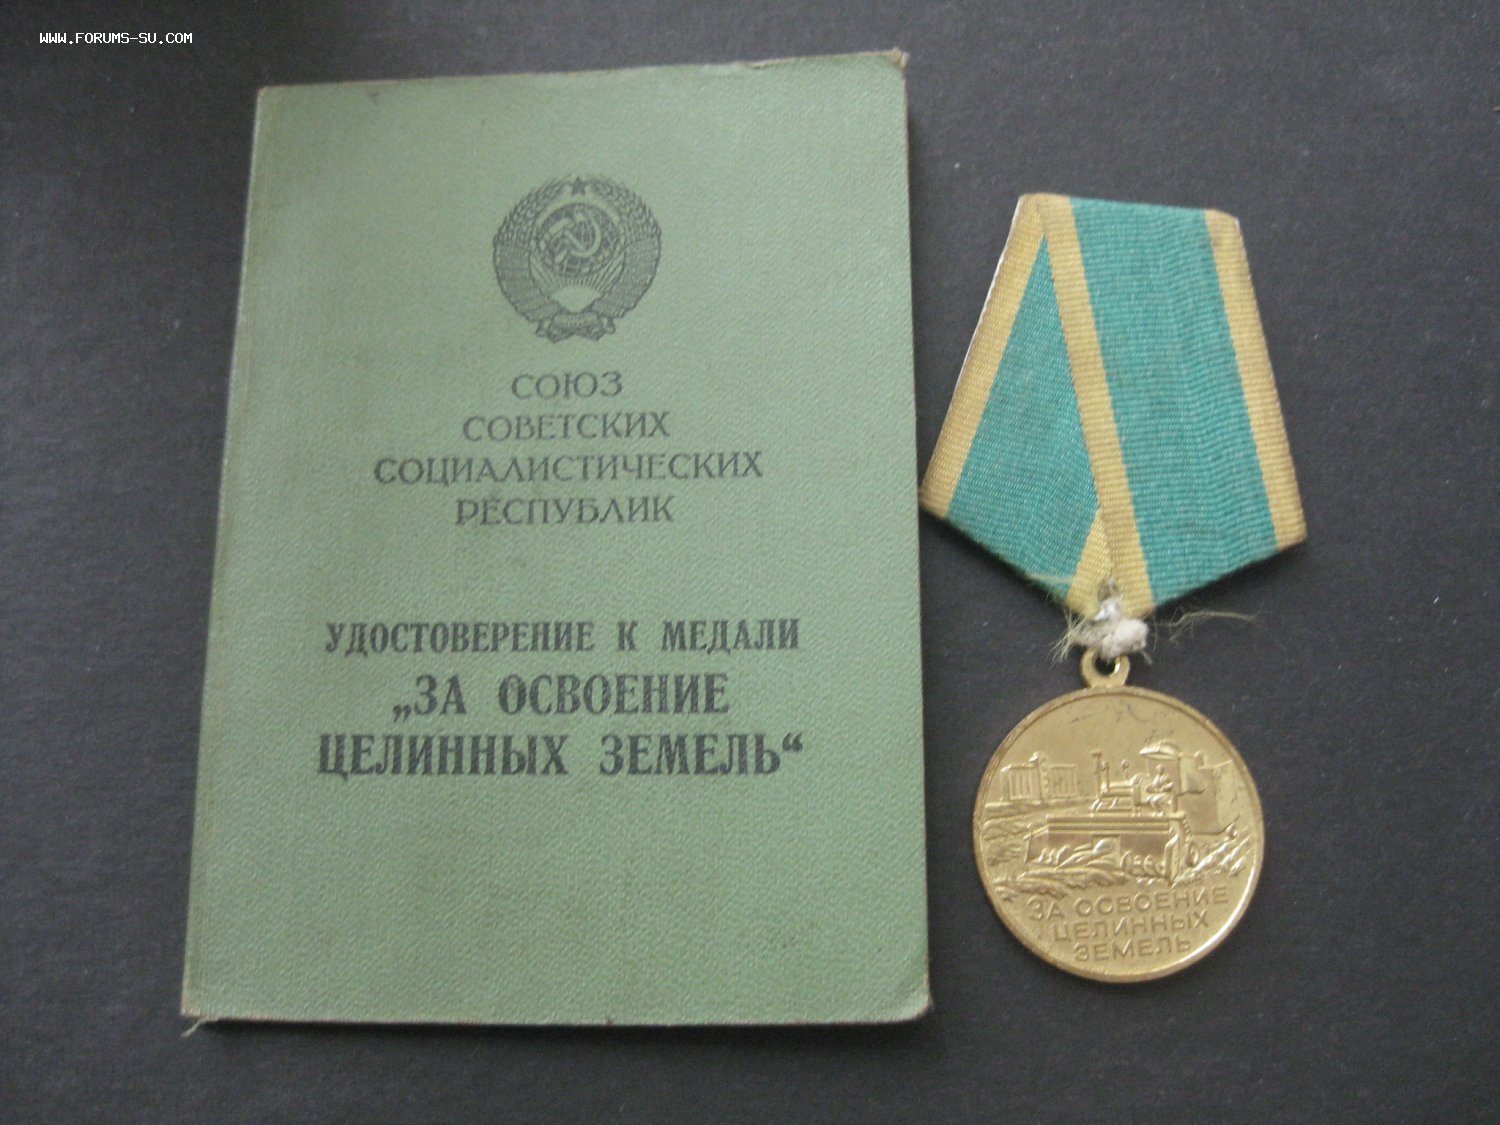 WWW.FORUMS-SU.COM
СОЮЗ
СОВЕТСКИХ
СОЦИАЛИСТИЧЕСКИХ
РЕСПУБЛИК
УДОСТОВЕРЕНИЕ К МЕДАЛИ
„ЗА ОСВОЕНИЕ
ЦЕЛИННЫХ ЗЕМЕЛЬ“
ЗА ОСВОЕНИЕ
ЦЕЛИННЫХ
ЗЕМЕЛЬ